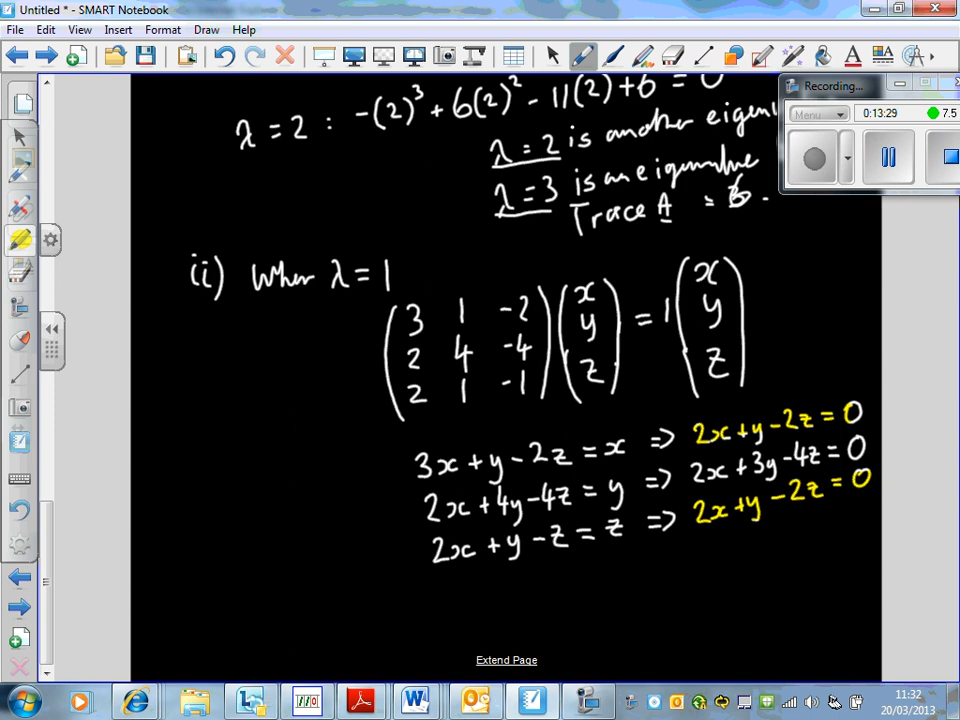 Untitled * - SMART Notebook
File Edit View Insert Format Draw Help
Recording...
Menu
0:13:29
7.5
λ = 2 : -(2)³ + 6(2)² - 11(2) + 6 = 0
λ = 2 is another eigenv
λ = 3 is an eigenvalue
Trace A = 6.
ii) When λ = 1
(3 1 -2) (x) = 1 (x)
(2 4 -4) (y) (y)
(2 1 -1) (z) (z)
3x + y - 2z = x => 2x + y - 2z = 0
2x + 4y - 4z = y => 2x + 3y - 4z = 0
2x + y - z = z => 2x + y - 2z = 0
Extend Page
11:32
20/03/2013